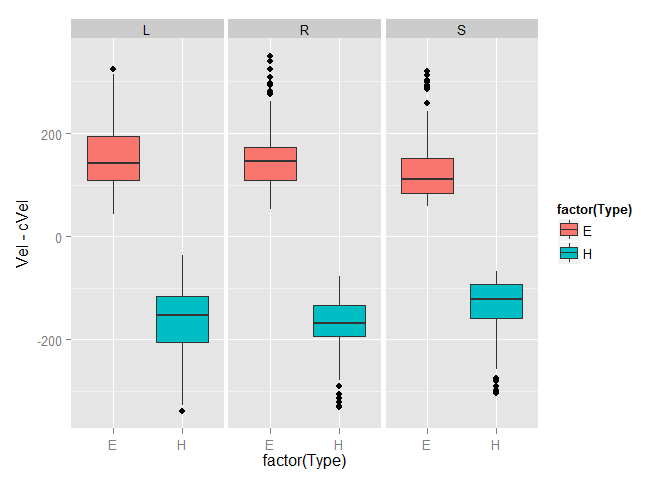 L R S
Vel - cVel
200
0
-200
E H E H E H
factor(Type)
factor(Type)
E
H